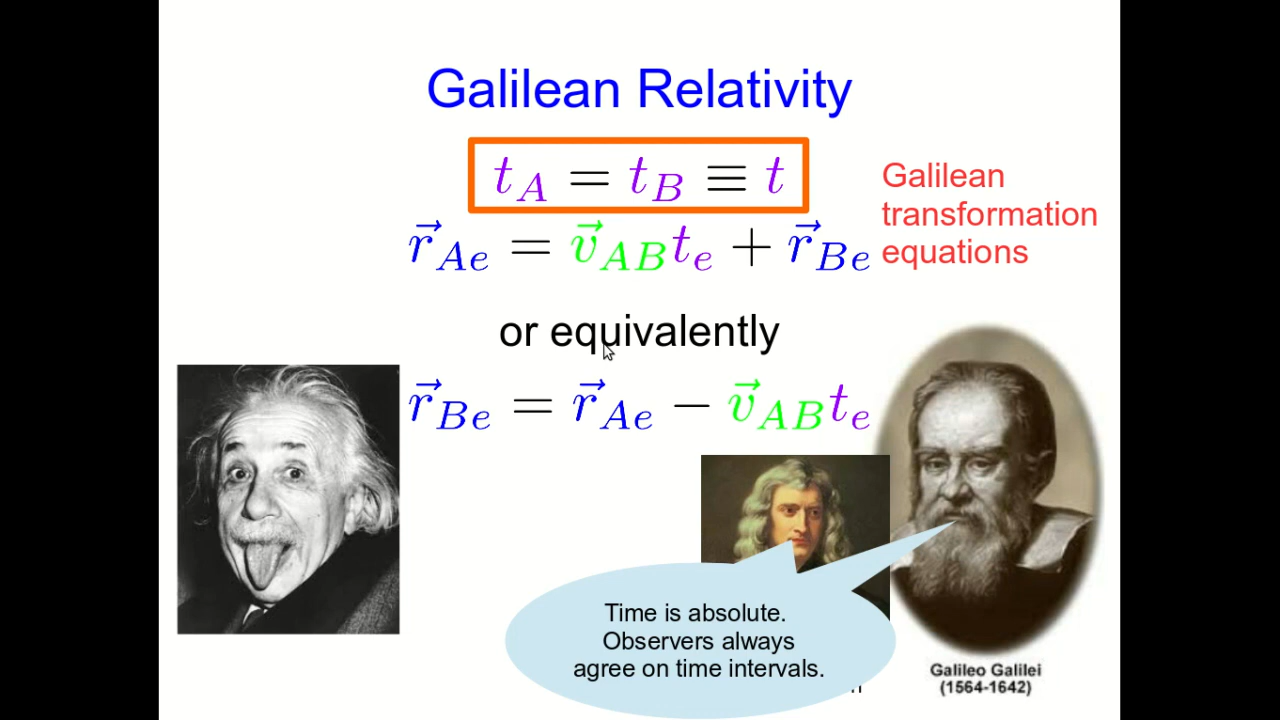 Galilean Relativity
t_A = t_B ≡ t
Galilean
transformation
equations
r⃗_Ae = v⃗_AB t_e + r⃗_Be
or equivalently
r⃗_Be = r⃗_Ae − v⃗_AB t_e
Time is absolute.
Observers always
agree on time intervals.
Galileo Galilei
(1564-1642)